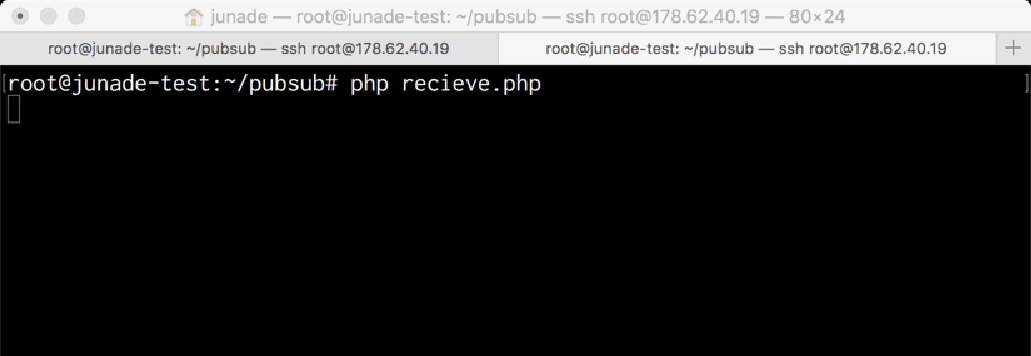 junade — root@junade-test: ~/pubsub — ssh root@178.62.40.19 — 80×24
root@junade-test: ~/pubsub — ssh root@178.62.40.19
root@junade-test: ~/pubsub — ssh root@178.62.40.19
root@junade-test:~/pubsub# php recieve.php